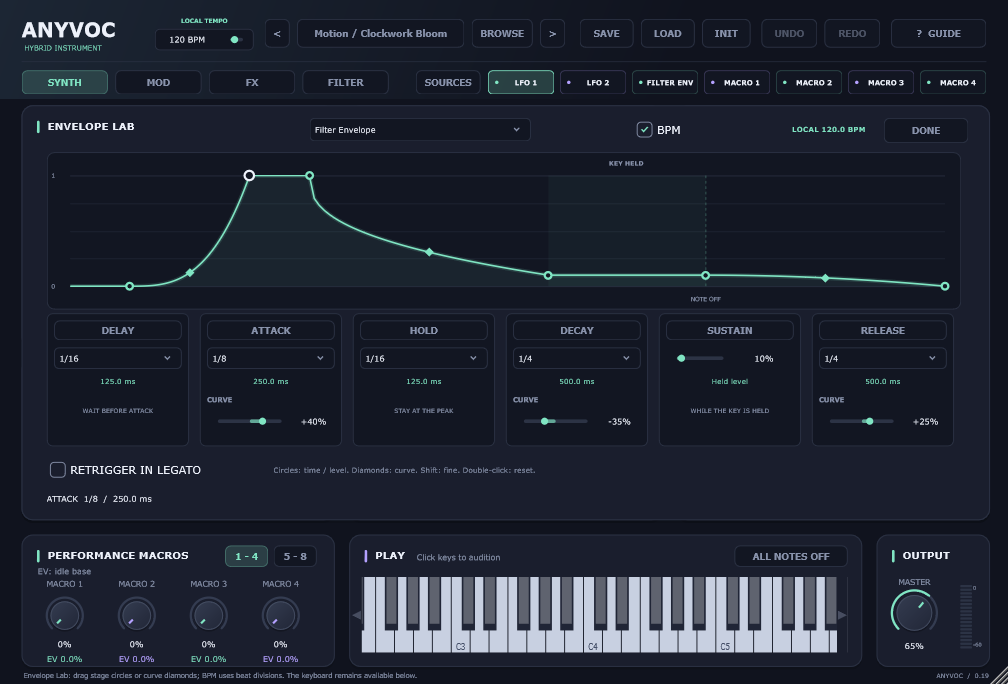 ANYVOC
HYBRID INSTRUMENT
LOCAL TEMPO
120 BPM
< Motion / Clockwork Bloom BROWSE > SAVE LOAD INIT UNDO REDO ? GUIDE
SYNTH MOD FX FILTER SOURCES LFO 1 LFO 2 FILTER ENV MACRO 1 MACRO 2 MACRO 3 MACRO 4
ENVELOPE LAB Filter Envelope BPM LOCAL 120.0 BPM DONE
KEY HELD
1
0
NOTE OFF
DELAY ATTACK HOLD DECAY SUSTAIN RELEASE
1/16 1/8 1/16 1/4 10% 1/4
125.0 ms 250.0 ms 125.0 ms 500.0 ms Held level 500.0 ms
CURVE CURVE CURVE
WAIT BEFORE ATTACK STAY AT THE PEAK WHILE THE KEY IS HELD
+40% -35% +25%
RETRIGGER IN LEGATO Circles: time / level. Diamonds: curve. Shift: fine. Double-click: reset.
ATTACK 1/8 / 250.0 ms
PERFORMANCE MACROS 1 - 4 5 - 8
EV: idle base
MACRO 1 MACRO 2 MACRO 3 MACRO 4
0% 0% 0% 0%
EV 0.0% EV 0.0% EV 0.0% EV 0.0%
PLAY Click keys to audition ALL NOTES OFF
C3 C4 C5
OUTPUT
MASTER
0
-60
65%
Envelope Lab: drag stage circles or curve diamonds; BPM uses beat divisions. The keyboard remains available below.
ANYVOC / 0.19